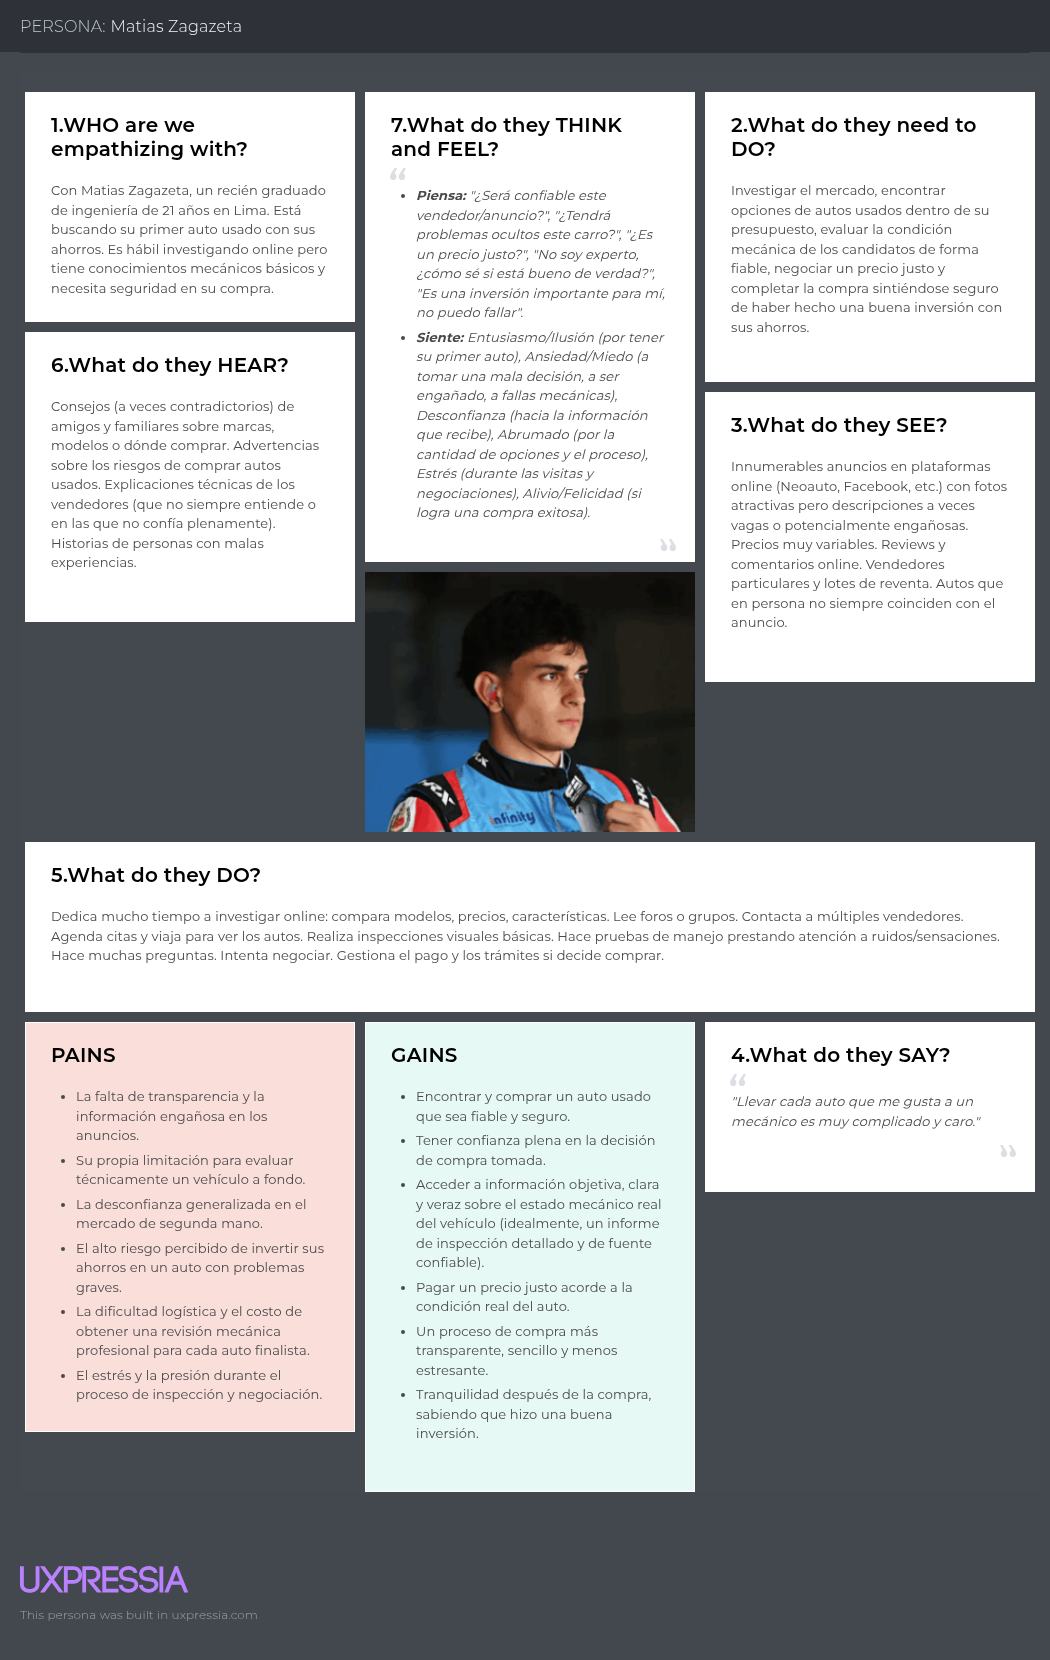 PERSONA: Matias Zagazeta
1.WHO are we
empathizing with?
Con Matias Zagazeta, un recién graduado
de ingeniería de 21 años en Lima. Está
buscando su primer auto usado con sus
ahorros. Es hábil investigando online pero
tiene conocimientos mecánicos básicos y
necesita seguridad en su compra.
6.What do they HEAR?
Consejos (a veces contradictorios) de
amigos y familiares sobre marcas,
modelos o dónde comprar. Advertencias
sobre los riesgos de comprar autos
usados. Explicaciones técnicas de los
vendedores (que no siempre entiende o
en las que no confía plenamente).
Historias de personas con malas
experiencias.
7.What do they THINK
and FEEL?
“
• Piensa: "¿Será confiable este
vendedor/anuncio?", "¿Tendrá
problemas ocultos este carro?", "¿Es
un precio justo?", "No soy experto,
¿cómo sé si está bueno de verdad?",
"Es una inversión importante para mí,
no puedo fallar".
• Siente: Entusiasmo/Ilusión (por tener
su primer auto), Ansiedad/Miedo (a
tomar una mala decisión, a ser
engañado, a fallas mecánicas),
Desconfianza (hacia la información
que recibe), Abrumado (por la
cantidad de opciones y el proceso),
Estrés (durante las visitas y
negociaciones), Alivio/Felicidad (si
logra una compra exitosa).
”
infinity
2.What do they need to
DO?
Investigar el mercado, encontrar
opciones de autos usados dentro de su
presupuesto, evaluar la condición
mecánica de los candidatos de forma
fiable, negociar un precio justo y
completar la compra sintiéndose seguro
de haber hecho una buena inversión con
sus ahorros.
3.What do they SEE?
Innumerables anuncios en plataformas
online (Neoauto, Facebook, etc.) con fotos
atractivas pero descripciones a veces
vagas o potencialmente engañosas.
Precios muy variables. Reviews y
comentarios online. Vendedores
particulares y lotes de reventa. Autos que
en persona no siempre coinciden con el
anuncio.
5.What do they DO?
Dedica mucho tiempo a investigar online: compara modelos, precios, características. Lee foros o grupos. Contacta a múltiples vendedores.
Agenda citas y viaja para ver los autos. Realiza inspecciones visuales básicas. Hace pruebas de manejo prestando atención a ruidos/sensaciones.
Hace muchas preguntas. Intenta negociar. Gestiona el pago y los trámites si decide comprar.
PAINS
• La falta de transparencia y la
información engañosa en los
anuncios.
• Su propia limitación para evaluar
técnicamente un vehículo a fondo.
• La desconfianza generalizada en el
mercado de segunda mano.
• El alto riesgo percibido de invertir sus
ahorros en un auto con problemas
graves.
• La dificultad logística y el costo de
obtener una revisión mecánica
profesional para cada auto finalista.
• El estrés y la presión durante el
proceso de inspección y negociación.
GAINS
• Encontrar y comprar un auto usado
que sea fiable y seguro.
• Tener confianza plena en la decisión
de compra tomada.
• Acceder a información objetiva, clara
y veraz sobre el estado mecánico real
del vehículo (idealmente, un informe
de inspección detallado y de fuente
confiable).
• Pagar un precio justo acorde a la
condición real del auto.
• Un proceso de compra más
transparente, sencillo y menos
estresante.
• Tranquilidad después de la compra,
sabiendo que hizo una buena
inversión.
4.What do they SAY?
“
"Llevar cada auto que me gusta a un
mecánico es muy complicado y caro."
”
UXPRESSIA
This persona was built in uxpressia.com